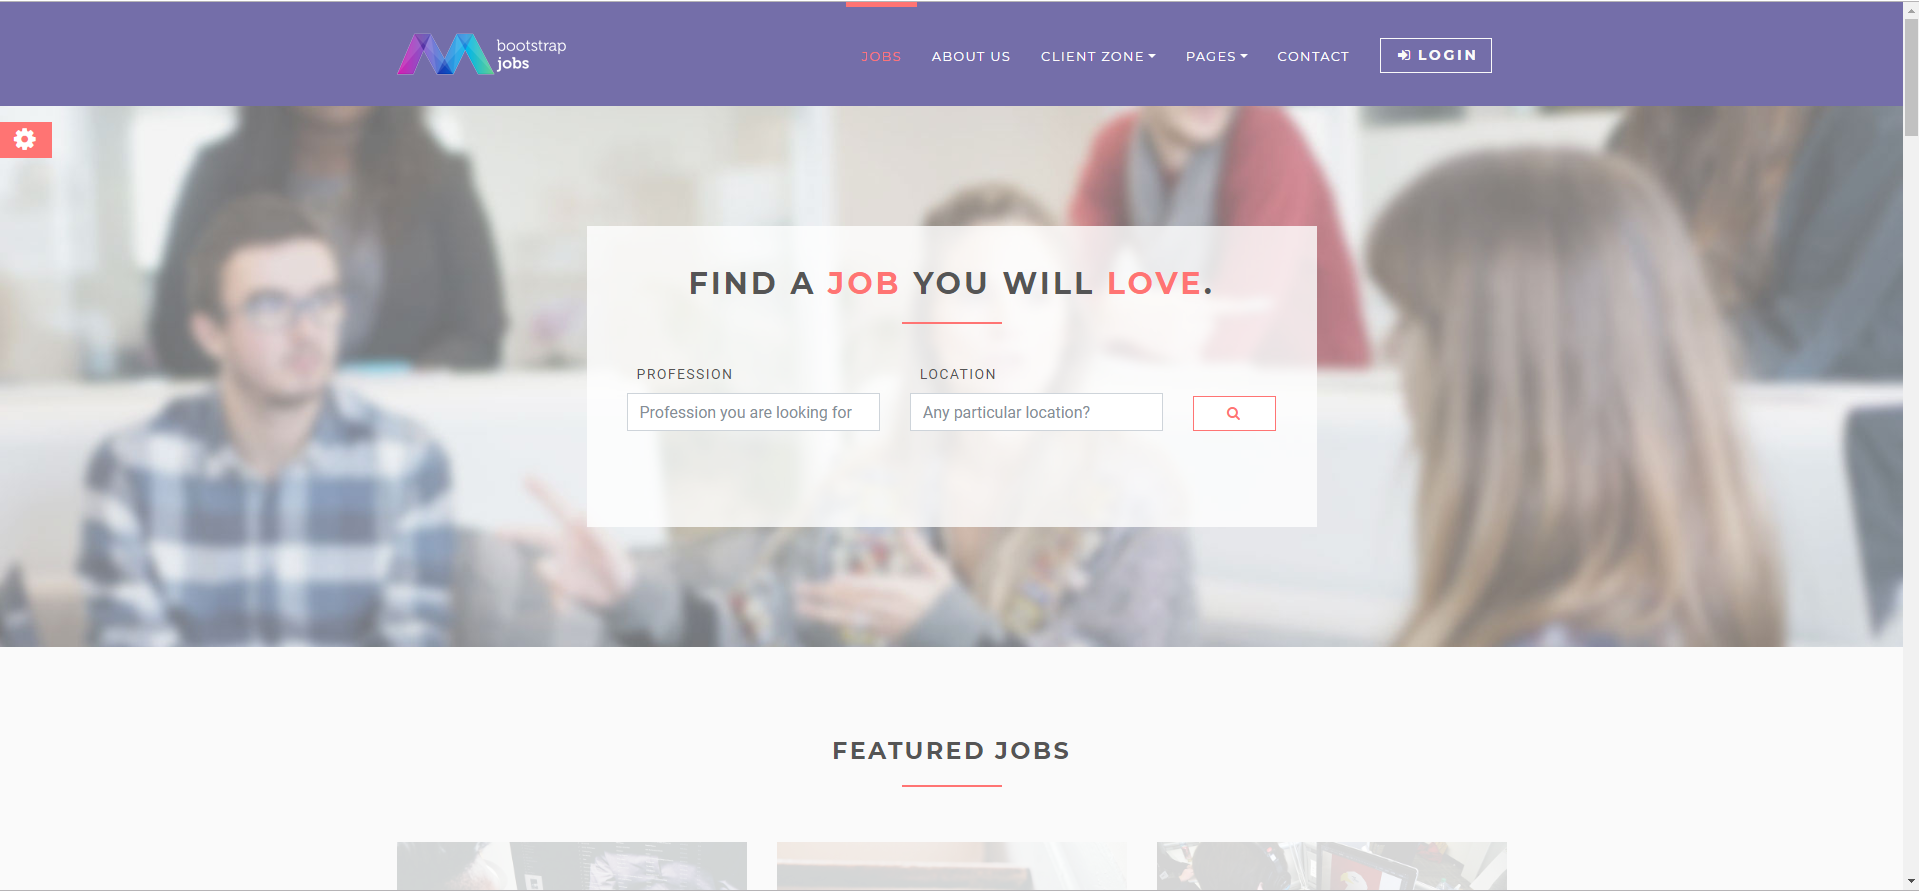 bootstrap
jobs
JOBS ABOUT US CLIENT ZONE PAGES CONTACT LOGIN
FIND A JOB YOU WILL LOVE.
PROFESSION LOCATION
Profession you are looking for Any particular location?
FEATURED JOBS